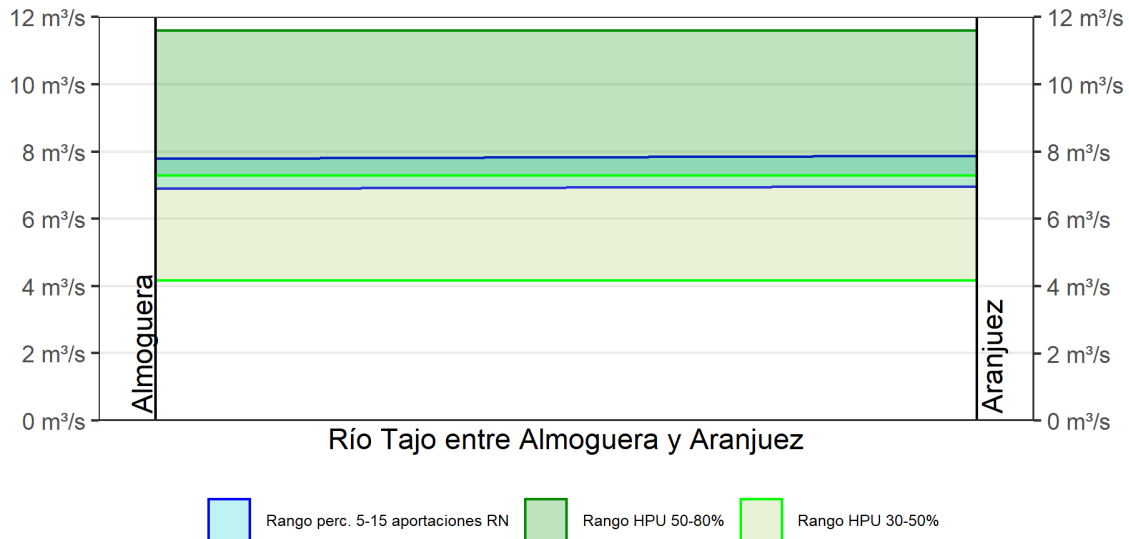 12 m³/s
10 m³/s
8 m³/s
6 m³/s
4 m³/s
2 m³/s
0 m³/s
12 m³/s
10 m³/s
8 m³/s
6 m³/s
4 m³/s
2 m³/s
0 m³/s
Almoguera
Aranjuez
Río Tajo entre Almoguera y Aranjuez
Rango perc. 5-15 aportaciones RN
Rango HPU 50-80%
Rango HPU 30-50%